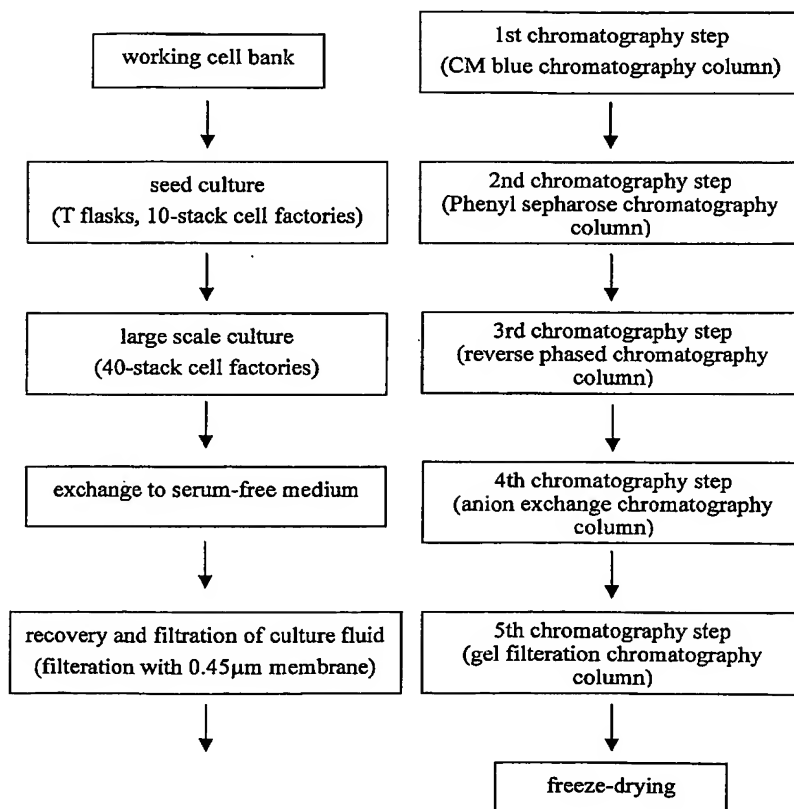 working cell bank
seed culture
(T flasks, 10-stack cell factories)
large scale culture
(40-stack cell factories)
exchange to serum-free medium
recovery and filtration of culture fluid
(filteration with 0.45μm membrane)
1st chromatography step
(CM blue chromatography column)
2nd chromatography step
(Phenyl sepharose chromatography
column)
3rd chromatography step
(reverse phased chromatography
column)
4th chromatography step
(anion exchange chromatography
column)
5th chromatography step
(gel filteration chromatography
column)
freeze-drying